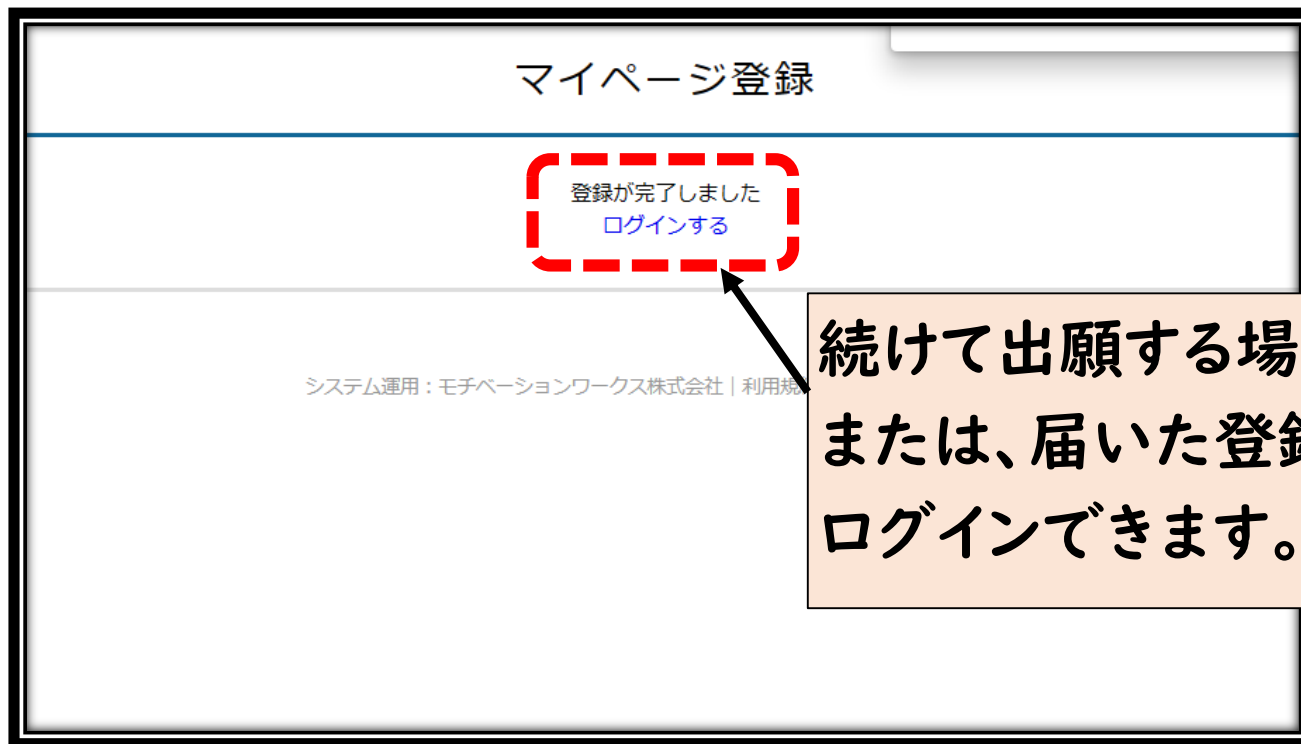 マイページ登録
登録が完了しました
ログインする
システム運用：モチベーションワークス株式会社｜利用規
続けて出願する場
または、届いた登録
ログインできます。